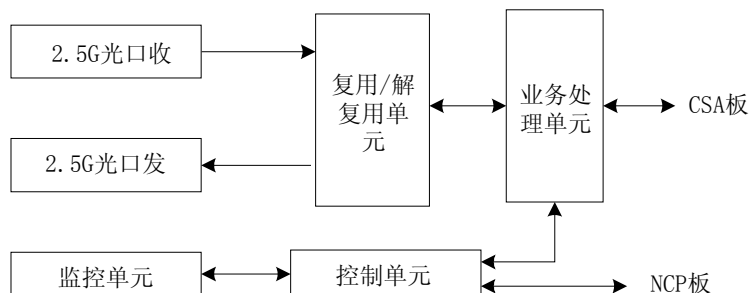 2.5G光口收
复用/解
复用单
元
业务处
理单元
CSA板
2.5G光口发
监控单元
控制单元
NCP板